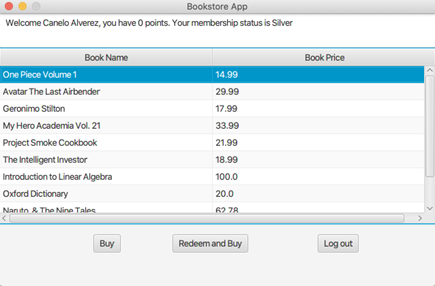 Bookstore App
Welcome Canelo Alverez, you have 0 points. Your membership status is Silver
Book Name Book Price
One Piece Volume 1 14.99
Avatar The Last Airbender 29.99
Geronimo Stilton 17.99
My Hero Academia Vol. 21 33.99
Project Smoke Cookbook 21.99
The Intelligent Investor 18.99
Introduction to Linear Algebra 100.0
Oxford Dictionary 20.0
Naruto & The Nine Tales 62.78
Buy Redeem and Buy Log out